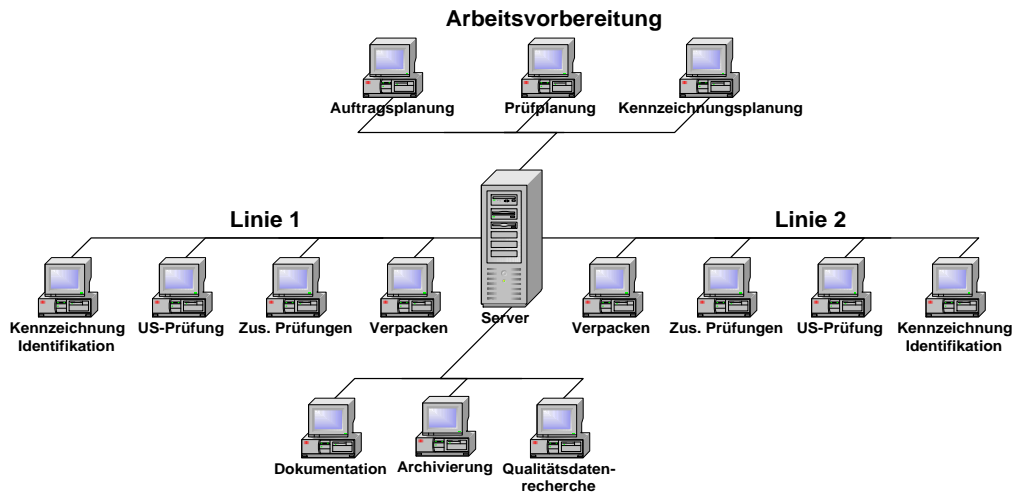 Arbeitsvorbereitung
Auftragsplanung
Prüfplanung
Kennzeichnungsplanung
Linie 1
Linie 2
Kennzeichnung
Identifikation
US-Prüfung
Zus. Prüfungen
Verpacken
Server
Verpacken
Zus. Prüfungen
US-Prüfung
Kennzeichnung
Identifikation
Dokumentation
Archivierung
Qualitätsdaten-
recherche